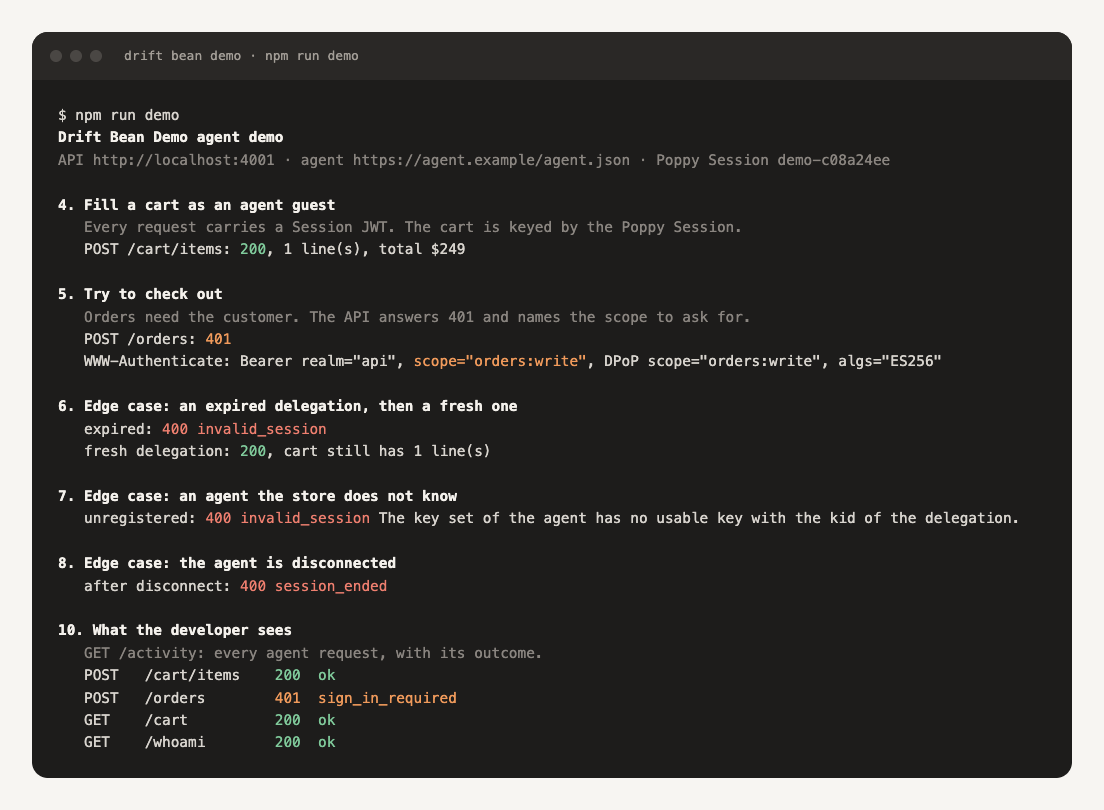 drift bean demo · npm run demo
$ npm run demo
Drift Bean Demo agent demo
API http://localhost:4001 · agent https://agent.example/agent.json · Poppy Session demo-c08a24ee
4. Fill a cart as an agent guest
Every request carries a Session JWT. The cart is keyed by the Poppy Session.
POST /cart/items: 200, 1 line(s), total $249
5. Try to check out
Orders need the customer. The API answers 401 and names the scope to ask for.
POST /orders: 401
WWW-Authenticate: Bearer realm="api", scope="orders:write", DPoP scope="orders:write", algs="ES256"
6. Edge case: an expired delegation, then a fresh one
expired: 400 invalid_session
fresh delegation: 200, cart still has 1 line(s)
7. Edge case: an agent the store does not know
unregistered: 400 invalid_session The key set of the agent has no usable key with the kid of the delegation.
8. Edge case: the agent is disconnected
after disconnect: 400 session_ended
10. What the developer sees
GET /activity: every agent request, with its outcome.
POST /cart/items 200 ok
POST /orders 401 sign_in_required
GET /cart 200 ok
GET /whoami 200 ok